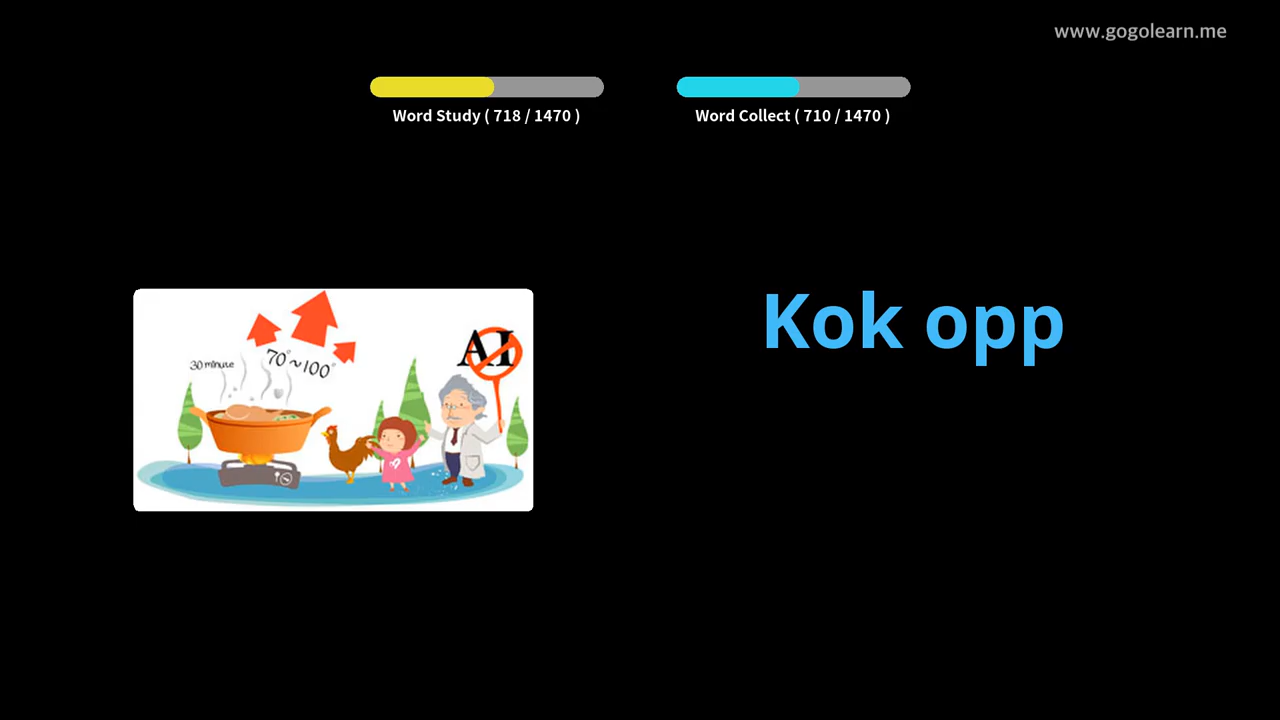 www.gogolearn.me
Word Study ( 718 / 1470 )
Word Collect ( 710 / 1470 )
Kok opp
30 minute
70°~100°
AI